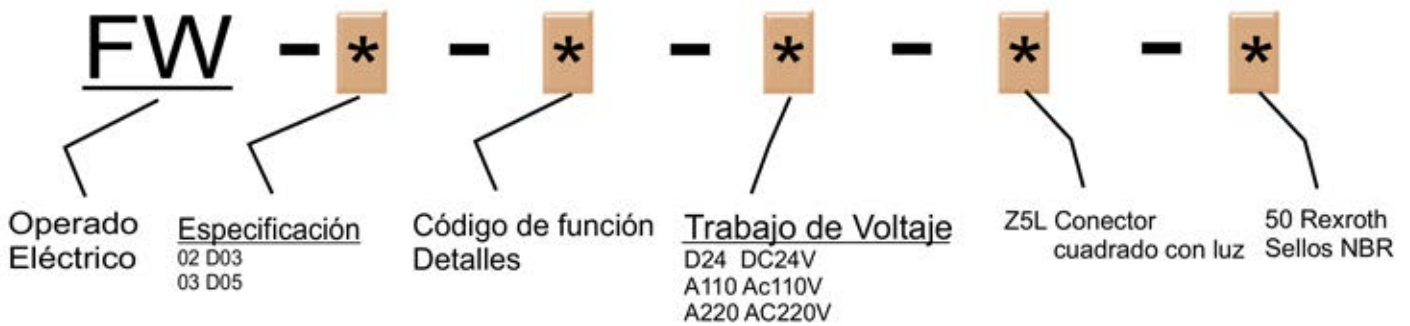 FW - * - * - * - * - *
Operado
Eléctrico
Especificación
02 D03
03 D05
Código de función
Detalles
Trabajo de Voltaje
D24 DC24V
A110 Ac110V
A220 AC220V
Z5L Conector
cuadrado con luz
50 Rexroth
Sellos NBR